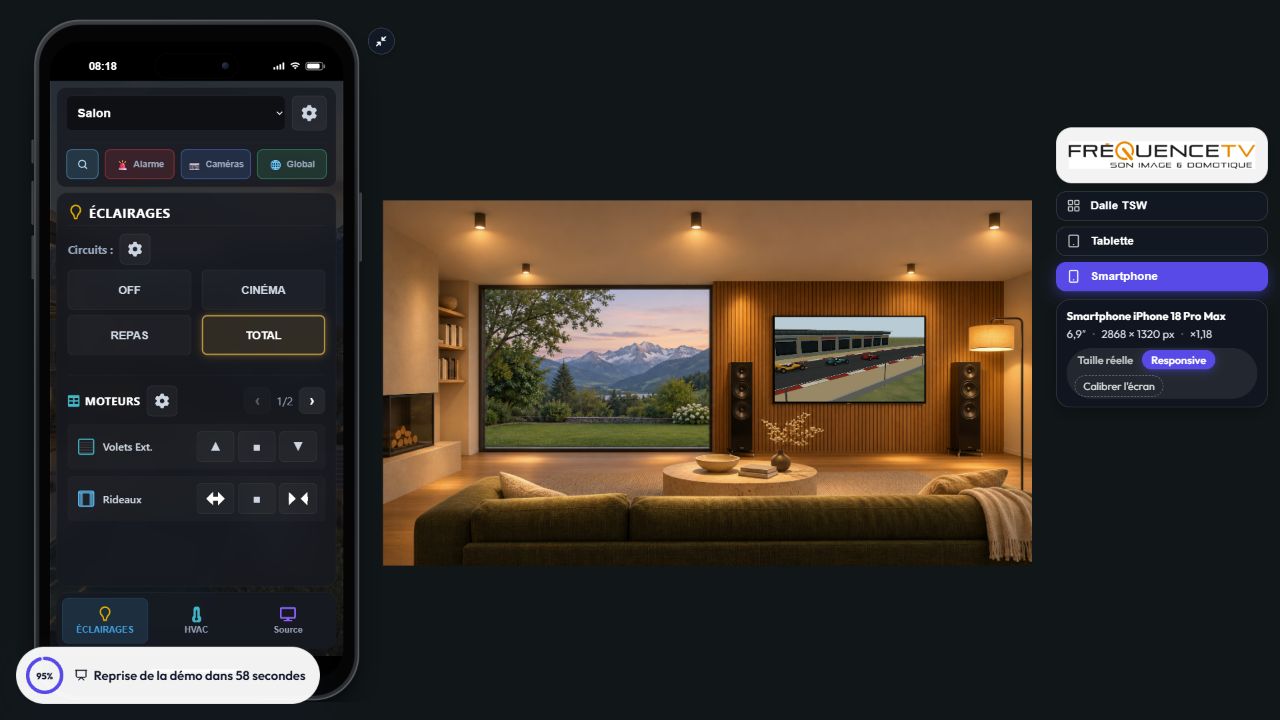 08:18
Salon
Alarme
Caméras
Global
ÉCLAIRAGES
Circuits :
OFF
CINÉMA
REPAS
TOTAL
MOTEURS
1/2
Volets Ext.
Rideaux
ÉCLAIRAGES
HVAC
Source
95%
Reprise de la démo dans 58 secondes
FRÉQUENCETV
SON IMAGE & DOMOTIQUE
Dalle TSW
Tablette
Smartphone
Smartphone iPhone 18 Pro Max
6,9" · 2868 × 1320 px · ×1,18
Taille réelle
Responsive
Calibrer l'écran